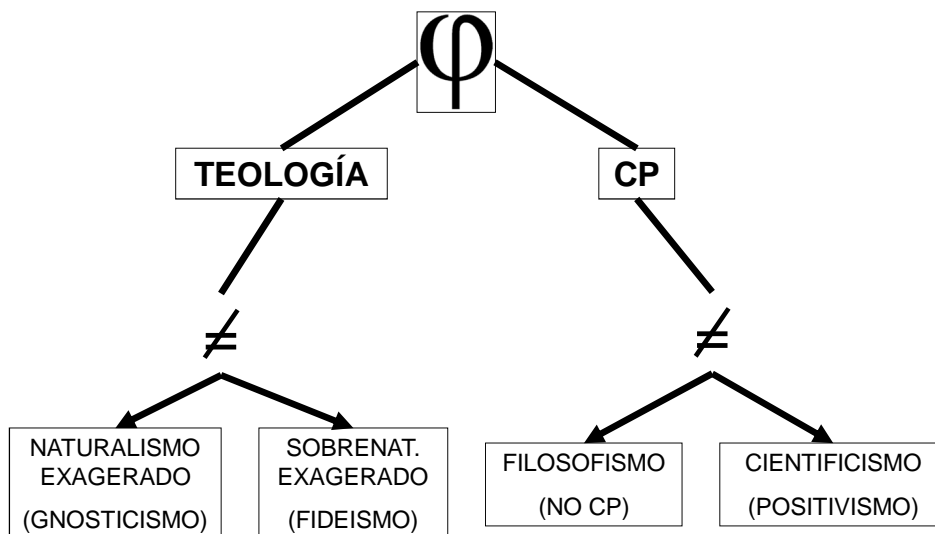 φ
TEOLOGÍA
CP
≠
≠
NATURALISMO
EXAGERADO
(GNOSTICISMO)
SOBRENAT.
EXAGERADO
(FIDEISMO)
FILOSOFISMO
(NO CP)
CIENTIFICISMO
(POSITIVISMO)